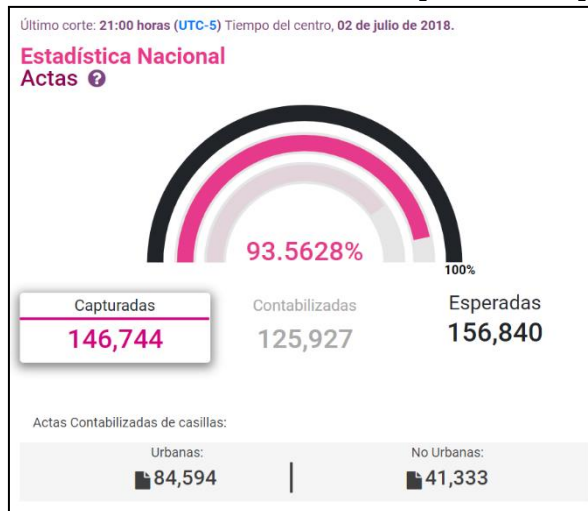 Último corte: 21:00 horas (UTC-5) Tiempo del centro, 02 de julio de 2018.
Estadística Nacional
Actas ?
93.5628%
100%
Capturadas
146,744
Contabilizadas
125,927
Esperadas
156,840
Actas Contabilizadas de casillas:
Urbanas:
84,594
No Urbanas:
41,333